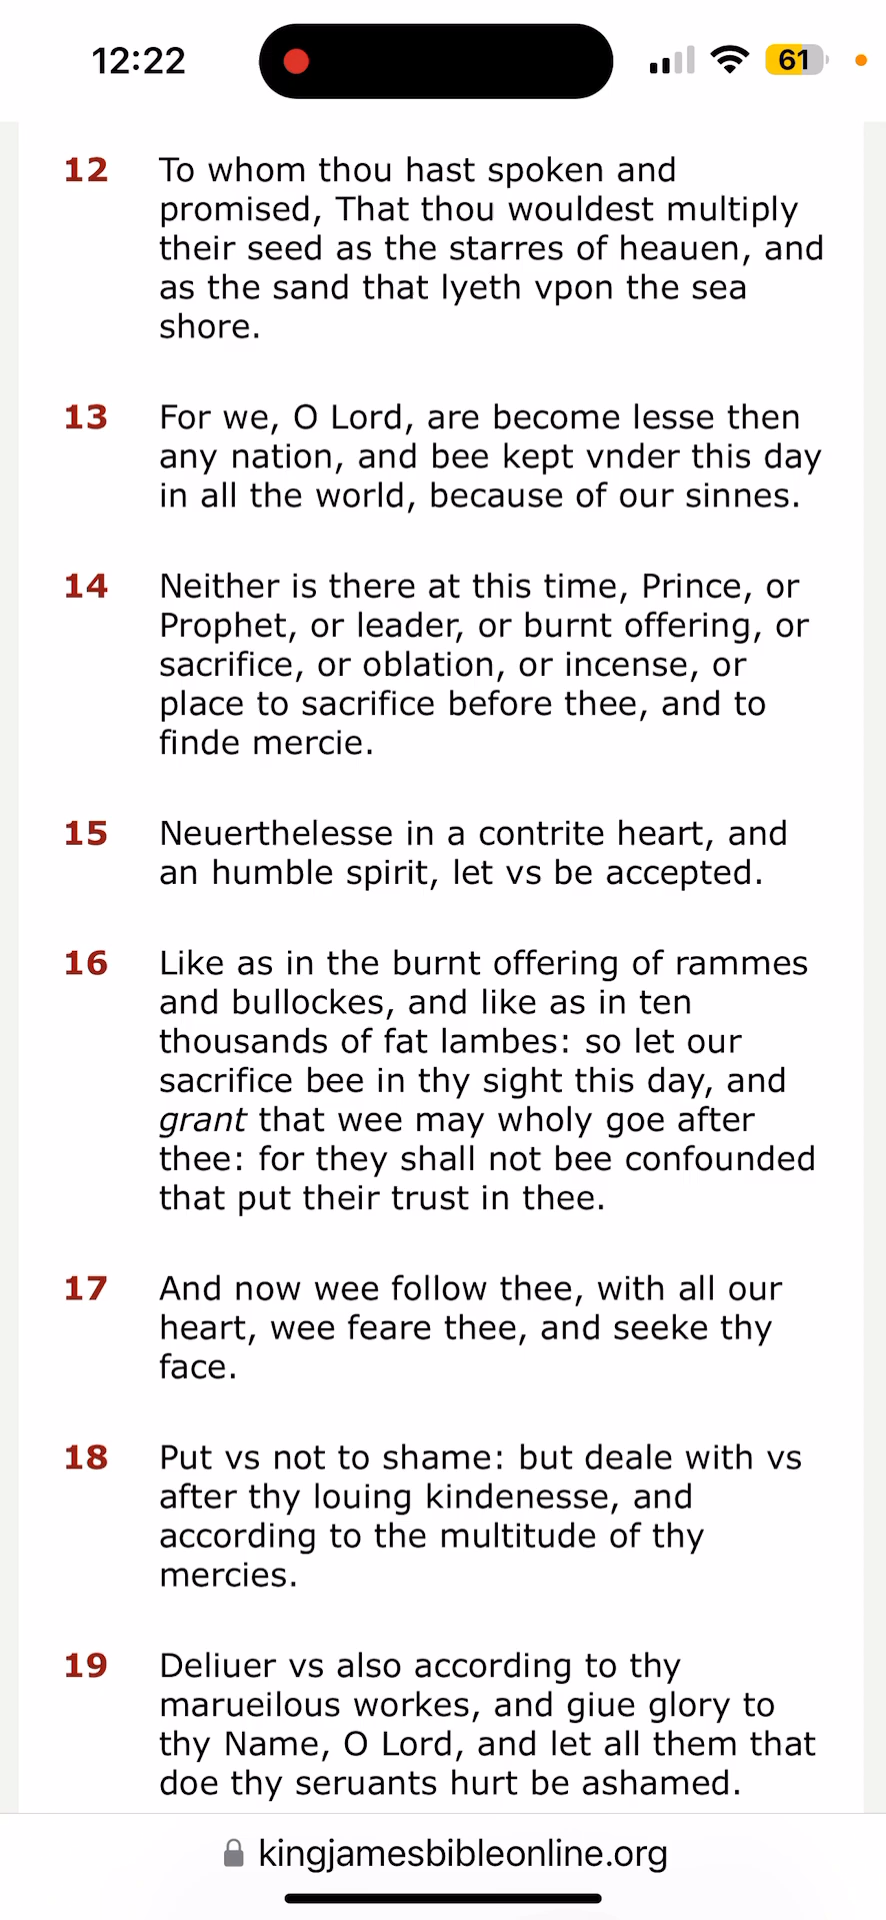 12:22
61
12 To whom thou hast spoken and
promised, That thou wouldest multiply
their seed as the starres of heauen, and
as the sand that lyeth vpon the sea
shore.
13 For we, O Lord, are become lesse then
any nation, and bee kept vnder this day
in all the world, because of our sinnes.
14 Neither is there at this time, Prince, or
Prophet, or leader, or burnt offering, or
sacrifice, or oblation, or incense, or
place to sacrifice before thee, and to
finde mercie.
15 Neuerthelesse in a contrite heart, and
an humble spirit, let vs be accepted.
16 Like as in the burnt offering of rammes
and bullockes, and like as in ten
thousands of fat lambes: so let our
sacrifice bee in thy sight this day, and
grant that wee may wholy goe after
thee: for they shall not bee confounded
that put their trust in thee.
17 And now wee follow thee, with all our
heart, wee feare thee, and seeke thy
face.
18 Put vs not to shame: but deale with vs
after thy louing kindenesse, and
according to the multitude of thy
mercies.
19 Deliuer vs also according to thy
marueilous workes, and giue glory to
thy Name, O Lord, and let all them that
doe thy seruants hurt be ashamed.
kingjamesbibleonline.org